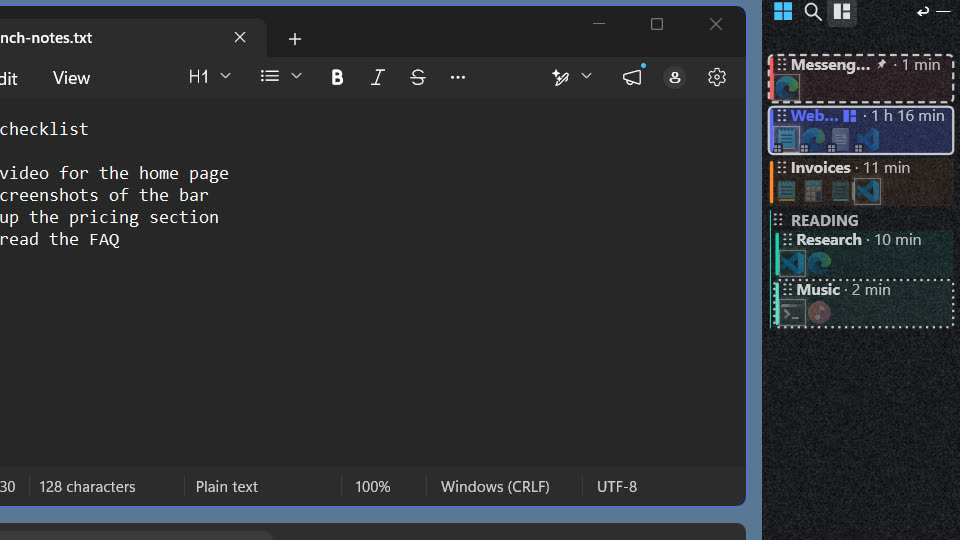 nch-notes.txt
dit View H1 B I S ...
checklist
video for the home page
creenshots of the bar
up the pricing section
read the FAQ
30 128 characters Plain text 100% Windows (CRLF) UTF-8
Messeng... · 1 min
Web... · 1 h 16 min
Invoices · 11 min
READING
Research · 10 min
Music · 2 min